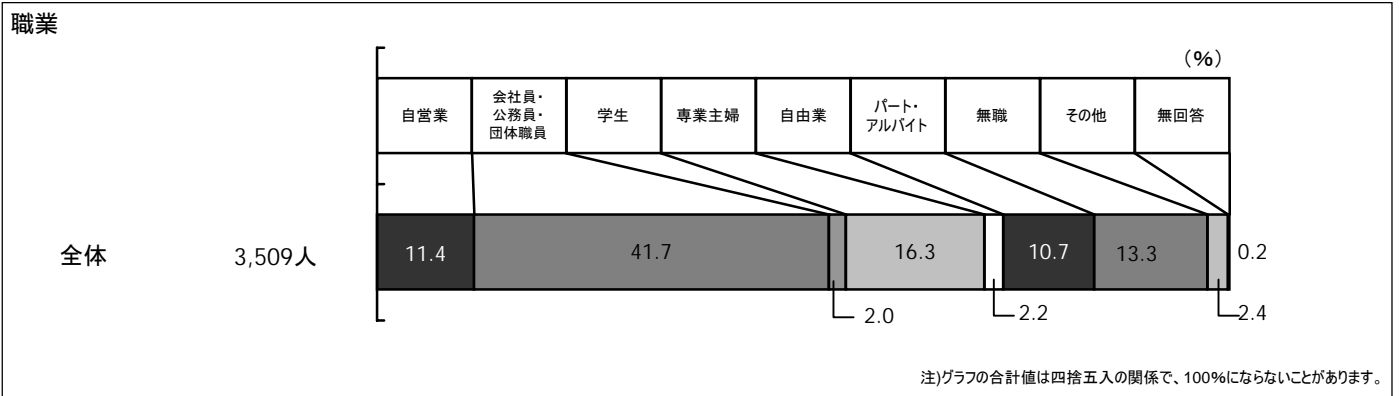 職業
（%）
自営業
会社員・
公務員・
団体職員
学生
専業主婦
自由業
パート・
アルバイト
無職
その他
無回答
全体
3,509人
11.4
41.7
2.0
16.3
2.2
10.7
13.3
2.4
0.2
注)グラフの合計値は四捨五入の関係で、100%にならないことがあります。